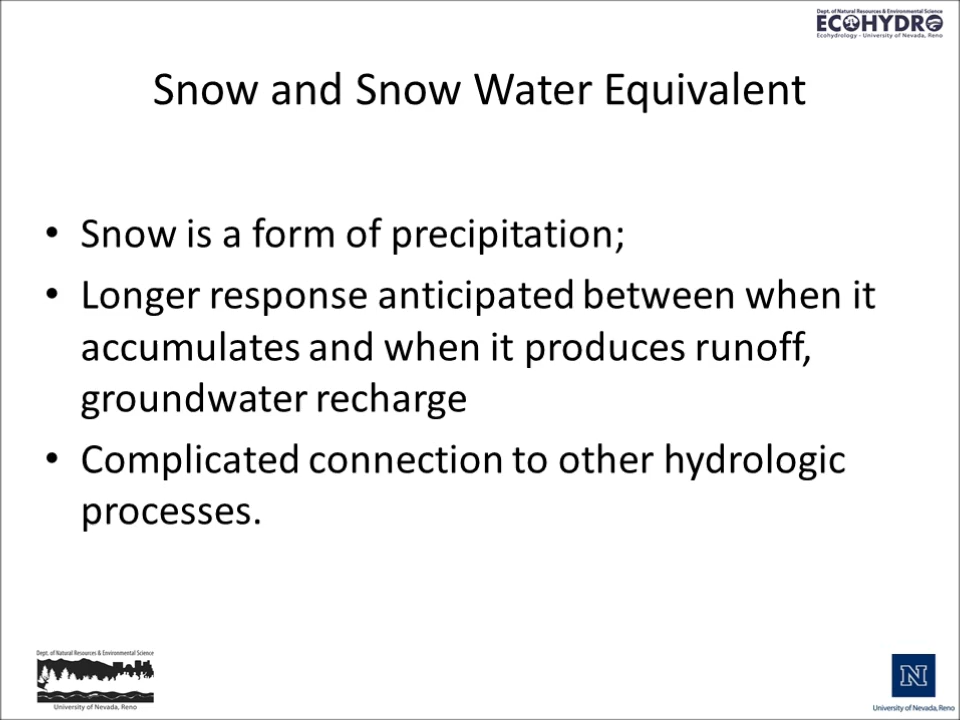 Dept. of Natural Resources & Environmental Science
ECOHYDRO
Ecohydrology - University of Nevada, Reno
Snow and Snow Water Equivalent
• Snow is a form of precipitation;
• Longer response anticipated between when it
accumulates and when it produces runoff,
groundwater recharge
• Complicated connection to other hydrologic
processes.
Dept. of Natural Resources & Environmental Science
University of Nevada, Reno
N
University of Nevada, Reno